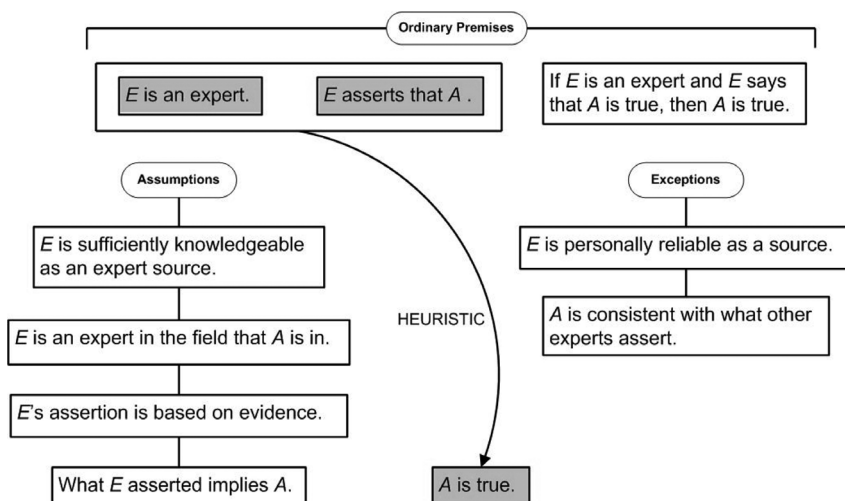 Ordinary Premises
E is an expert.
E asserts that A .
If E is an expert and E says
that A is true, then A is true.
Assumptions
Exceptions
E is sufficiently knowledgeable
as an expert source.
E is personally reliable as a source.
HEURISTIC
A is consistent with what other
experts assert.
E is an expert in the field that A is in.
E's assertion is based on evidence.
What E asserted implies A.
A is true.